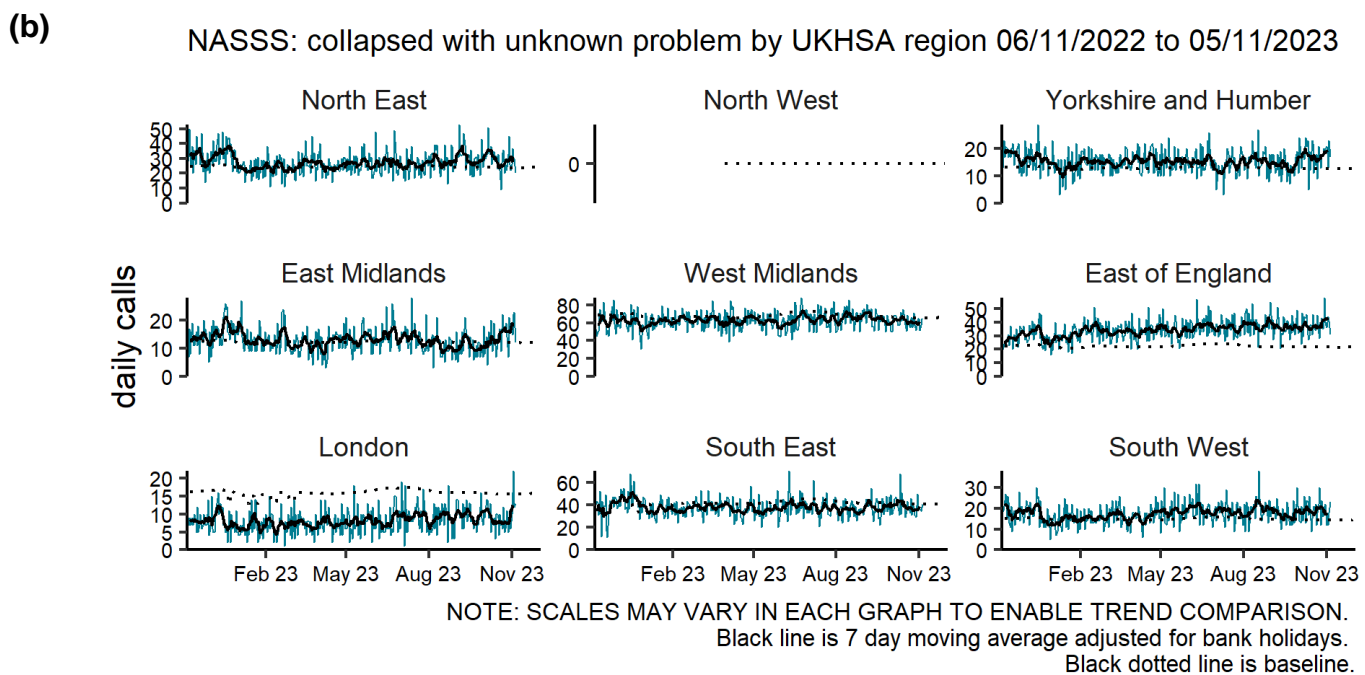 (b)
NASSS: collapsed with unknown problem by UKHSA region 06/11/2022 to 05/11/2023
North East
North West
Yorkshire and Humber
50
40
30
20
10
0
0
20
10
0
daily calls
East Midlands
West Midlands
East of England
20
10
0
80
60
40
20
0
50
40
30
20
10
0
London
South East
South West
20
15
10
5
0
60
40
20
0
30
20
10
0
Feb 23 May 23 Aug 23 Nov 23
Feb 23 May 23 Aug 23 Nov 23
Feb 23 May 23 Aug 23 Nov 23
NOTE: SCALES MAY VARY IN EACH GRAPH TO ENABLE TREND COMPARISON.
Black line is 7 day moving average adjusted for bank holidays.
Black dotted line is baseline.